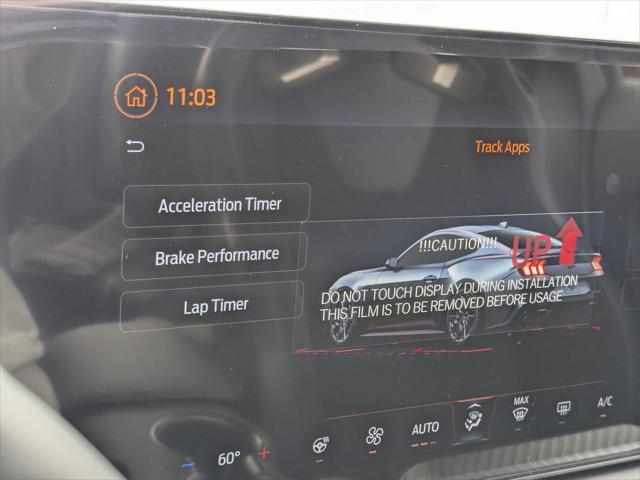 11:03
Track Apps
Acceleration Timer
Brake Performance
Lap Timer
!!!CAUTION!!!
UP
DO NOT TOUCH DISPLAY DURING INSTALLATION
THIS FILM IS TO BE REMOVED BEFORE USAGE
60°
AUTO
MAX
A/C